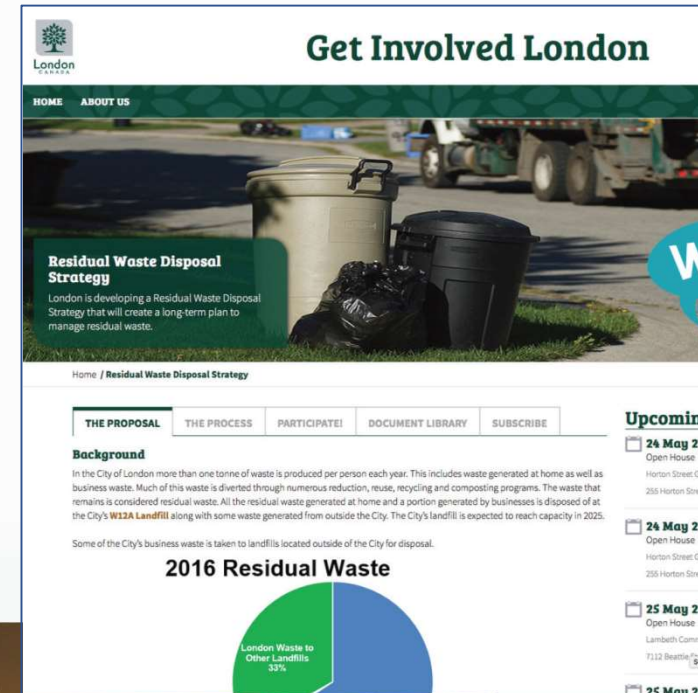 London
CANADA
Get Involved London
HOME ABOUT US
Residual Waste Disposal
Strategy
London is developing a Residual Waste Disposal
Strategy that will create a long-term plan to
manage residual waste.
Home / Residual Waste Disposal Strategy
THE PROPOSAL THE PROCESS PARTICIPATE! DOCUMENT LIBRARY SUBSCRIBE
Background
In the City of London more than one tonne of waste is produced per person each year. This includes waste generated at home as well as
business waste. Much of this waste is diverted through numerous reduction, reuse, recycling and composting programs. The waste that
remains is considered residual waste. All the residual waste generated at home and a portion generated by businesses is disposed of at
the City's W12A Landfill along with some waste generated from outside the City. The City's landfill is expected to reach capacity in 2025.
Some of the City's business waste is taken to landfills located outside of the City for disposal.
2016 Residual Waste
London Waste to
Other Landfills
33%
24 May
Open House
Horton Street
255 Horton
24 May
Open House
Horton Street
255 Horton
25 May
Open House
Lambeth
7112 Beattie
25 May